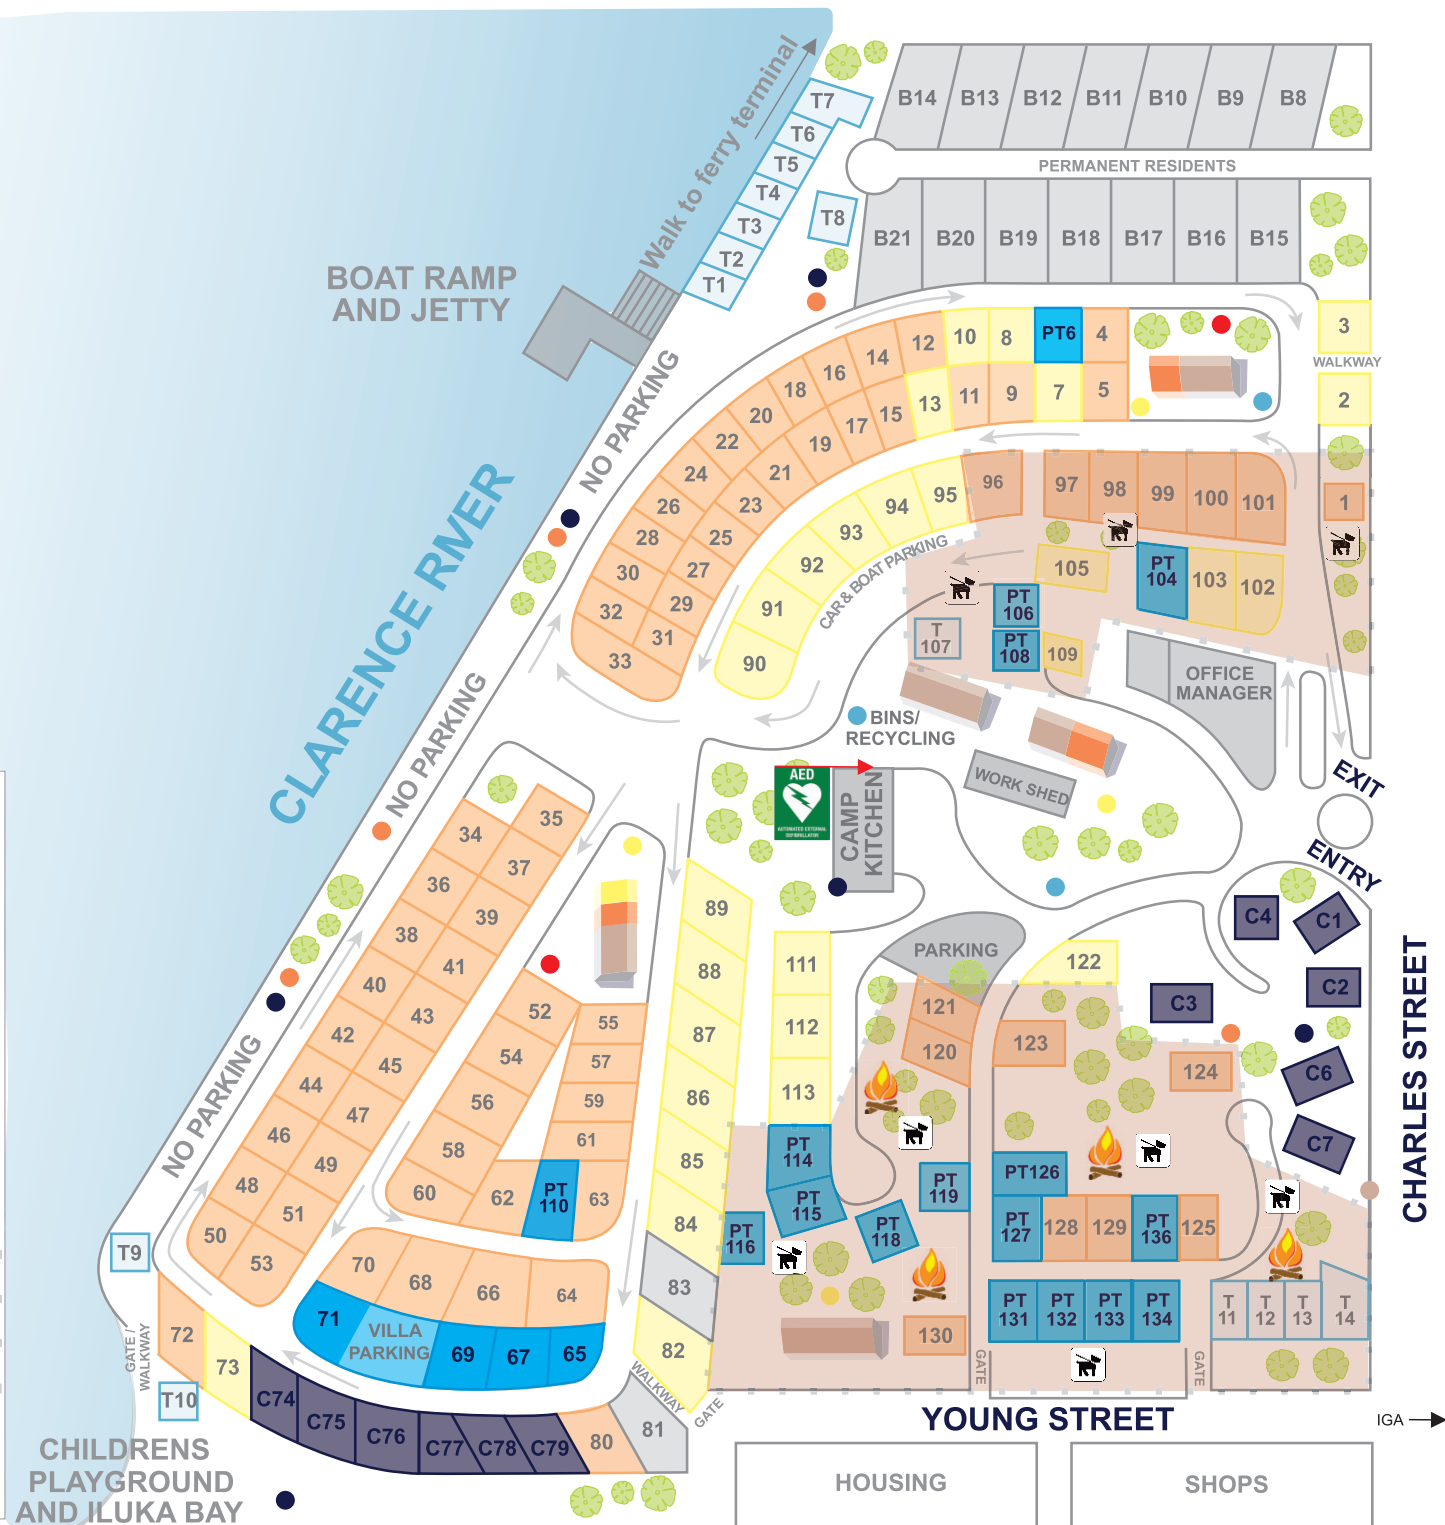 Walk to ferry terminal
T7
T6
T5
T4
T3
T2
T1
T8
B14
B13
B12
B11
B10
B9
B8
PERMANENT RESIDENTS
B21
B20
B19
B18
B17
B16
B15
BOAT RAMP
AND JETTY
3
WALKWAY
2
1
12
10
8
PT6
4
14
16
18
20
22
24
26
28
30
32
33
13
11
9
7
5
15
17
19
21
23
25
27
29
31
NO PARKING
CLARENCE RIVER
NO PARKING
NO PARKING
96
95
94
93
92
91
90
CAR & BOAT PARKING
97
98
99
100
101
105
PT
104
103
102
PT
106
T
107
PT
108
109
OFFICE
MANAGER
BINS/
RECYCLING
WORK SHED
AED
AUTOMATED EXTERNAL
DEFIBRILLATOR
CAMP
KITCHEN
EXIT
ENTRY
CHARLES STREET
C4
C1
C2
C3
C6
C7
34
35
36
37
38
39
40
41
42
43
44
45
46
47
48
49
50
51
53
52
54
56
58
60
62
55
57
59
61
PT
110
63
89
88
87
86
85
84
83
82
81
111
112
113
PT
114
PT
115
PT
116
PT
118
PT
119
PARKING
121
120
122
123
124
PT126
PT
127
128
129
PT
136
125
PT
131
PT
132
PT
133
PT
134
T
11
T
12
T
13
T
14
130
GATE
GATE
T9
GATE /
WALKWAY
72
73
T10
70
68
66
64
71
VILLA
PARKING
69
67
65
C74
C75
C76
C77
C78
C79
80
WALKWAY
GATE
YOUNG STREET
IGA
CHILDRENS
PLAYGROUND
AND ILUKA BAY
HOUSING
SHOPS